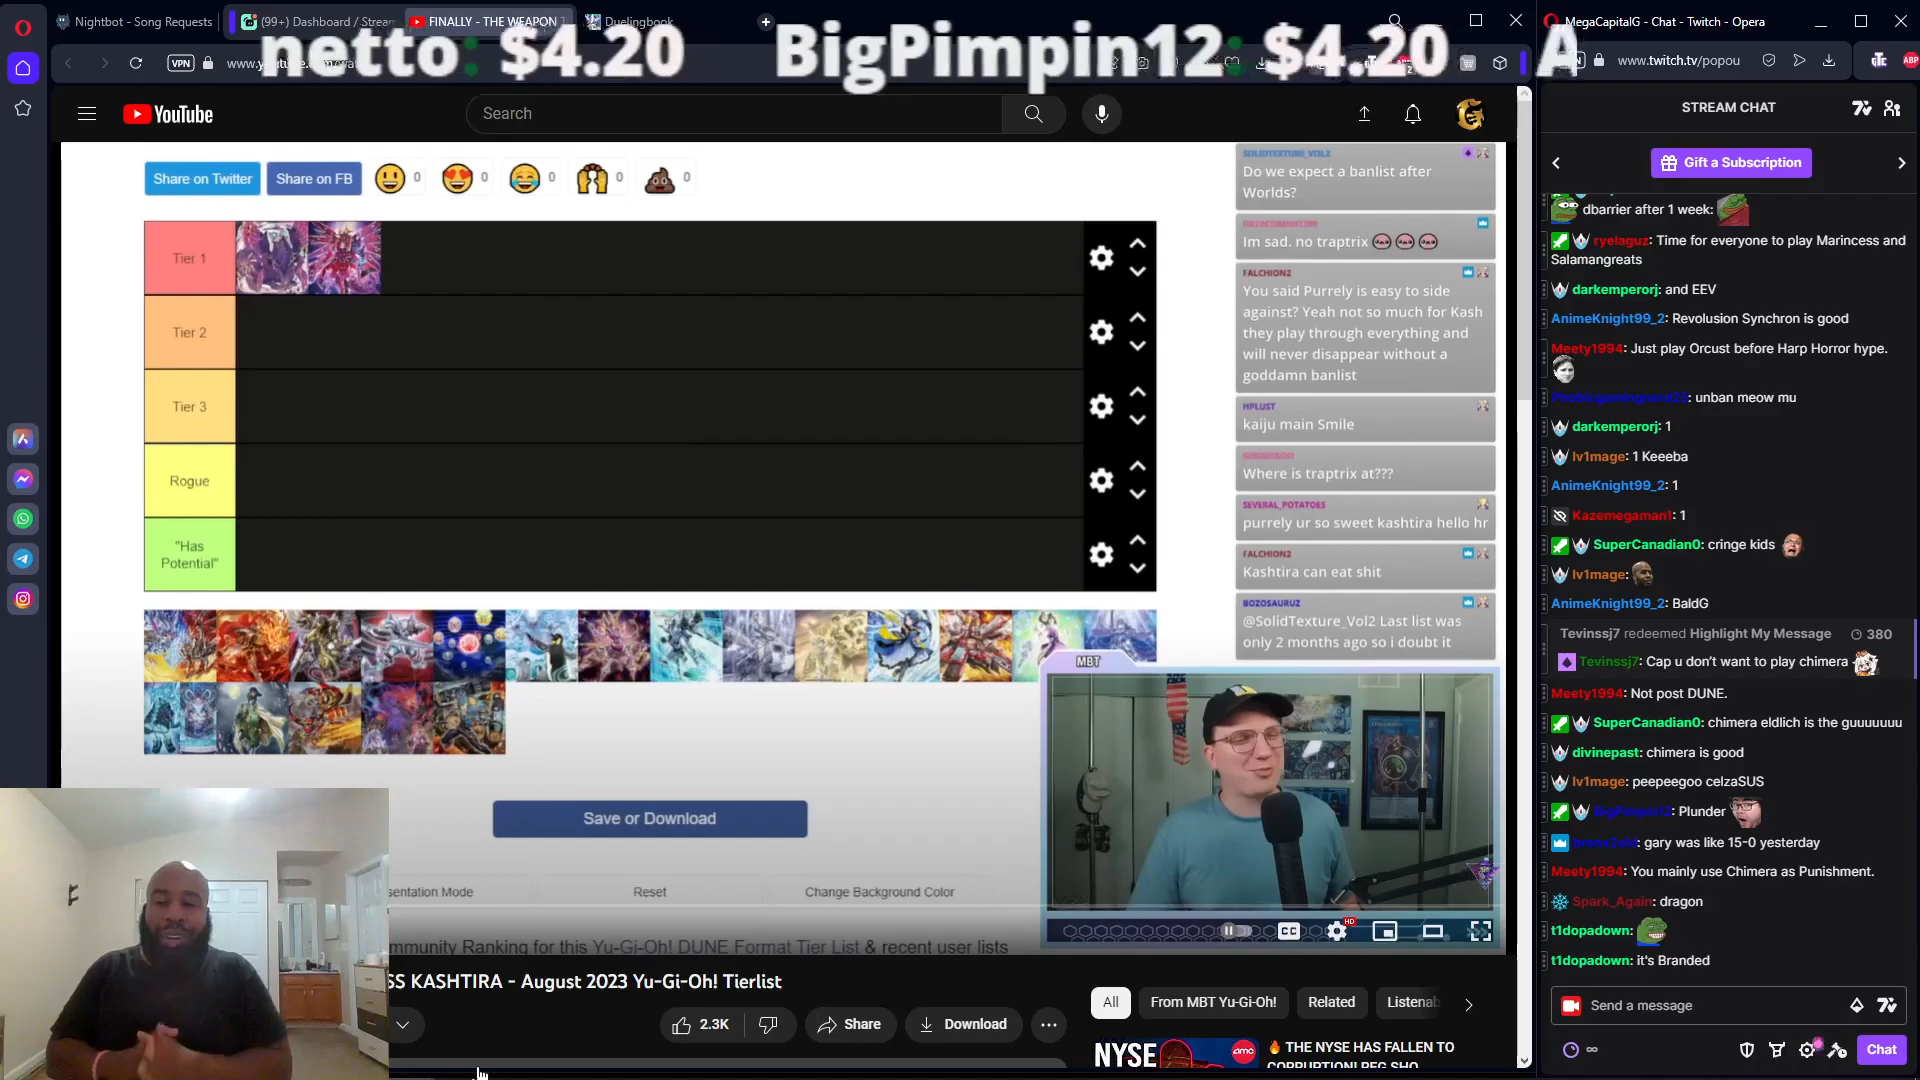 Nightbot - Song Requests
(99+) Dashboard / Strear
FINALLY - THE WEAPON T
Duelingbook
MegaCapitalG - Chat - Twitch - Opera
netto: $4.20
BigPimpin12: $4.20
A
VPN
www.twitch.tv/popou
ABP
YouTube
Search
STREAM CHAT
Gift a Subscription
Share on Twitter
Share on FB
0
0
0
0
0
Tier 1
Tier 2
Tier 3
Rogue
"Has
Potential"
SOLIDTEXTURE_VOL2
Do we expect a banlist after
Worlds?
Im sad. no traptrix
FALCHION2
You said Purrely is easy to side
against? Yeah not so much for Kash
they play through everything and
will never disappear without a
goddamn banlist
HPLUST
kaiju main Smile
Where is traptrix at???
SEVERAL_POTATOES
purrely ur so sweet kashtira hello hr
FALCHION2
Kashtira can eat shit
BOZOSAURUZ
@SolidTexture_Vol2 Last list was
only 2 months ago so i doubt it
MBT
Save or Download
sentation Mode
Reset
Change Background Color
CC
HD
mmunity Ranking for this Yu-Gi-Oh! DUNE Format Tier List & recent user lists
SS KASHTIRA - August 2023 Yu-Gi-Oh! Tierlist
2.3K
Share
Download
All
From MBT Yu-Gi-Oh!
Related
Listenab
NYSE
amc
THE NYSE HAS FALLEN TO
CORRUPTION! REG SHO
dbarrier after 1 week:
ryelaguz: Time for everyone to play Marincess and
Salamangreats
darkemperorj: and EEV
AnimeKnight99_2: Revolusion Synchron is good
Meety1994: Just play Orcust before Harp Horror hype.
Phobicgamingnerd23: unban meow mu
darkemperorj: 1
lv1mage: 1 Keeeba
AnimeKnight99_2: 1
Kazemegaman1: 1
SuperCanadian0: cringe kids
lv1mage:
AnimeKnight99_2: BaldG
Tevinssj7 redeemed Highlight My Message 380
Tevinssj7: Cap u don't want to play chimera
Meety1994: Not post DUNE.
SuperCanadian0: chimera eldlich is the guuuuuuu
divinepast: chimera is good
lv1mage: peepeegoo celzaSUS
BigPimpin12: Plunder
bronx2old: gary was like 15-0 yesterday
Meety1994: You mainly use Chimera as Punishment.
Spark_Again: dragon
t1dopadown:
t1dopadown: it's Branded
Send a message
Chat